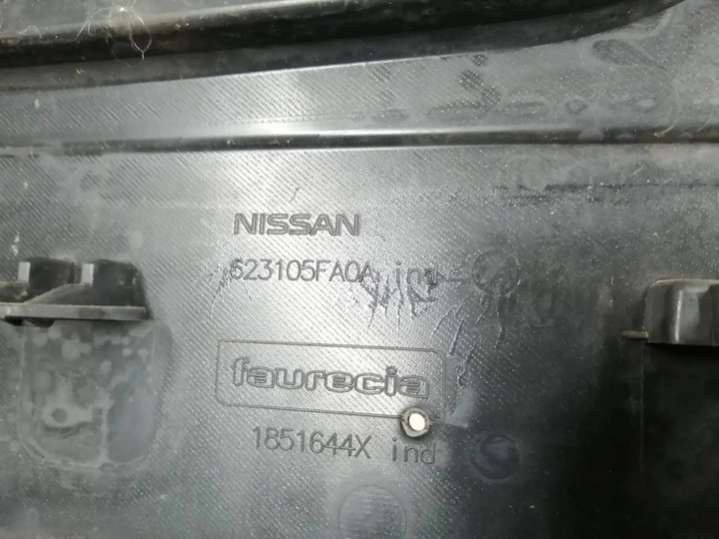 NISSAN
623105FA0A ind
faurecia
1851644X ind